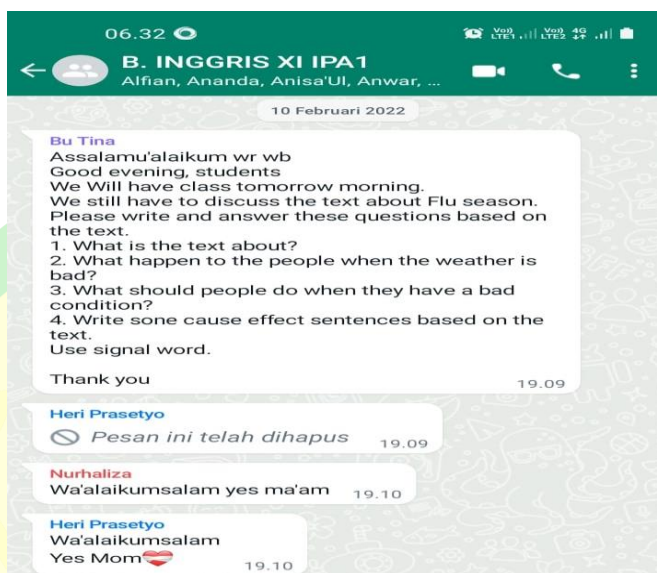 06.32
Voo) LTE1 Voo) LTE2 4G
B. INGGRIS XI IPA1
Alfian, Ananda, Anisa'Ul, Anwar, ...
10 Februari 2022
Bu Tina
Assalamu'alaikum wr wb
Good evening, students
We Will have class tomorrow morning.
We still have to discuss the text about Flu season.
Please write and answer these questions based on
the text.
1. What is the text about?
2. What happen to the people when the weather is
bad?
3. What should people do when they have a bad
condition?
4. Write sone cause effect sentences based on the
text.
Use signal word.
Thank you
19.09
Heri Prasetyo
Pesan ini telah dihapus 19.09
Nurhaliza
Wa'alaikumsalam yes ma'am 19.10
Heri Prasetyo
Wa'alaikumsalam
Yes Mom
19.10